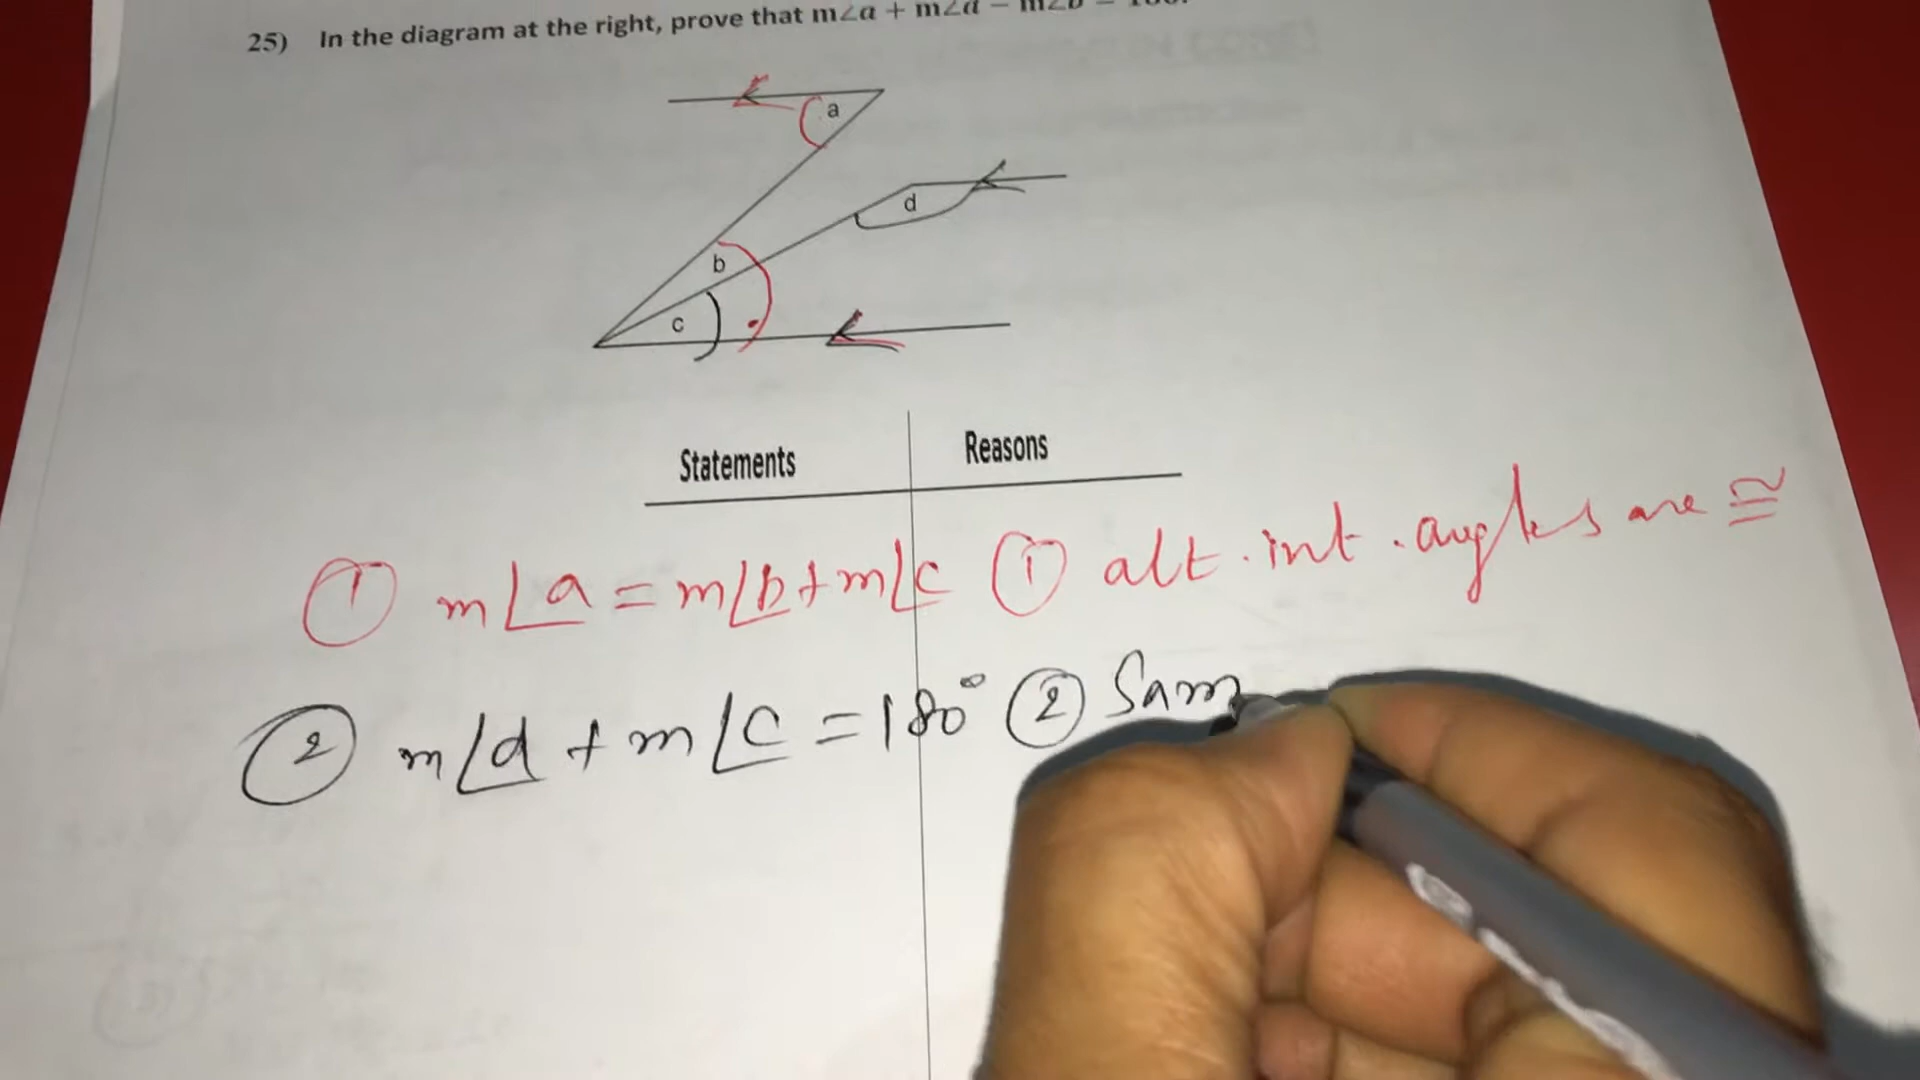 25) In the diagram at the right, prove that m∠a + m∠d − m∠b = 180.
a
d
b
c
Statements Reasons
① m∠a = m∠b + m∠c ① alt. int. angles are ≅
② m∠d + m∠c = 180° ② Sam